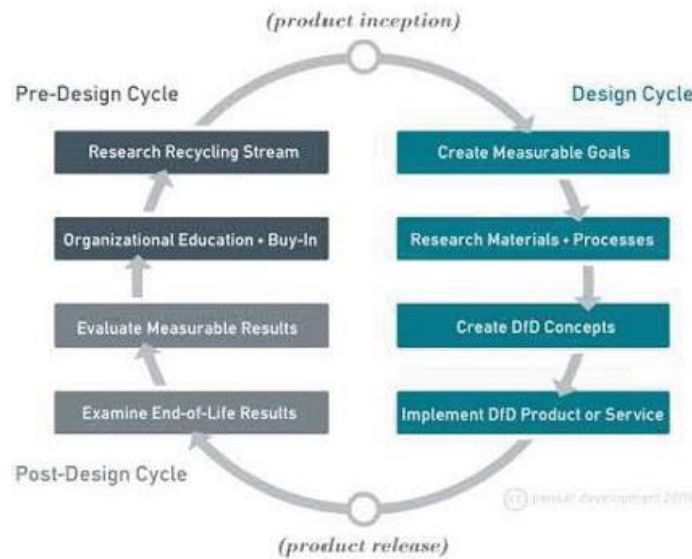 (product inception)
Pre-Design Cycle
Design Cycle
Research Recycling Stream
Create Measurable Goals
Organizational Education • Buy-In
Research Materials • Processes
Evaluate Measurable Results
Create DfD Concepts
Examine End-of-Life Results
Implement DfD Product or Service
Post-Design Cycle
(product release)
cc development